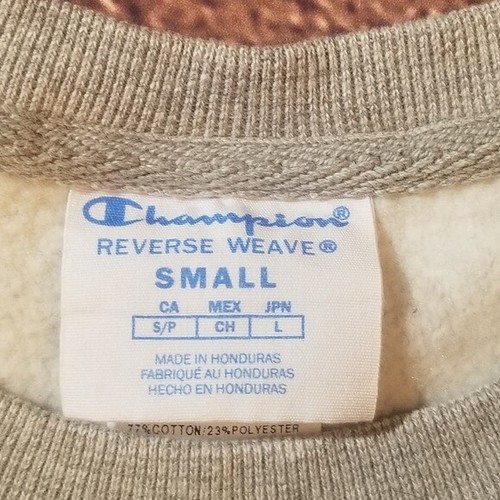 Champion®
REVERSE WEAVE®
SMALL
CA MEX JPN
S/P CH L
MADE IN HONDURAS
FABRIQUÉ AU HONDURAS
HECHO EN HONDURAS
77%COTTON/23%POLYESTER